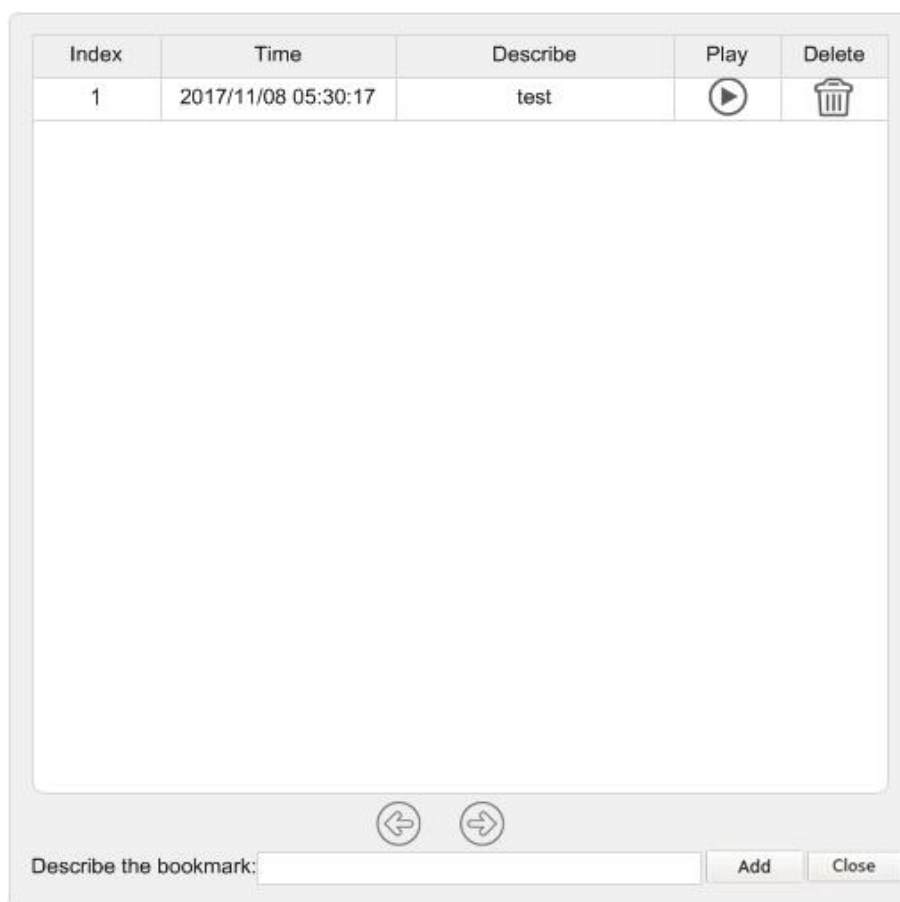 Index Time Describe Play Delete
1 2017/11/08 05:30:17 test
Describe the bookmark: Add Close